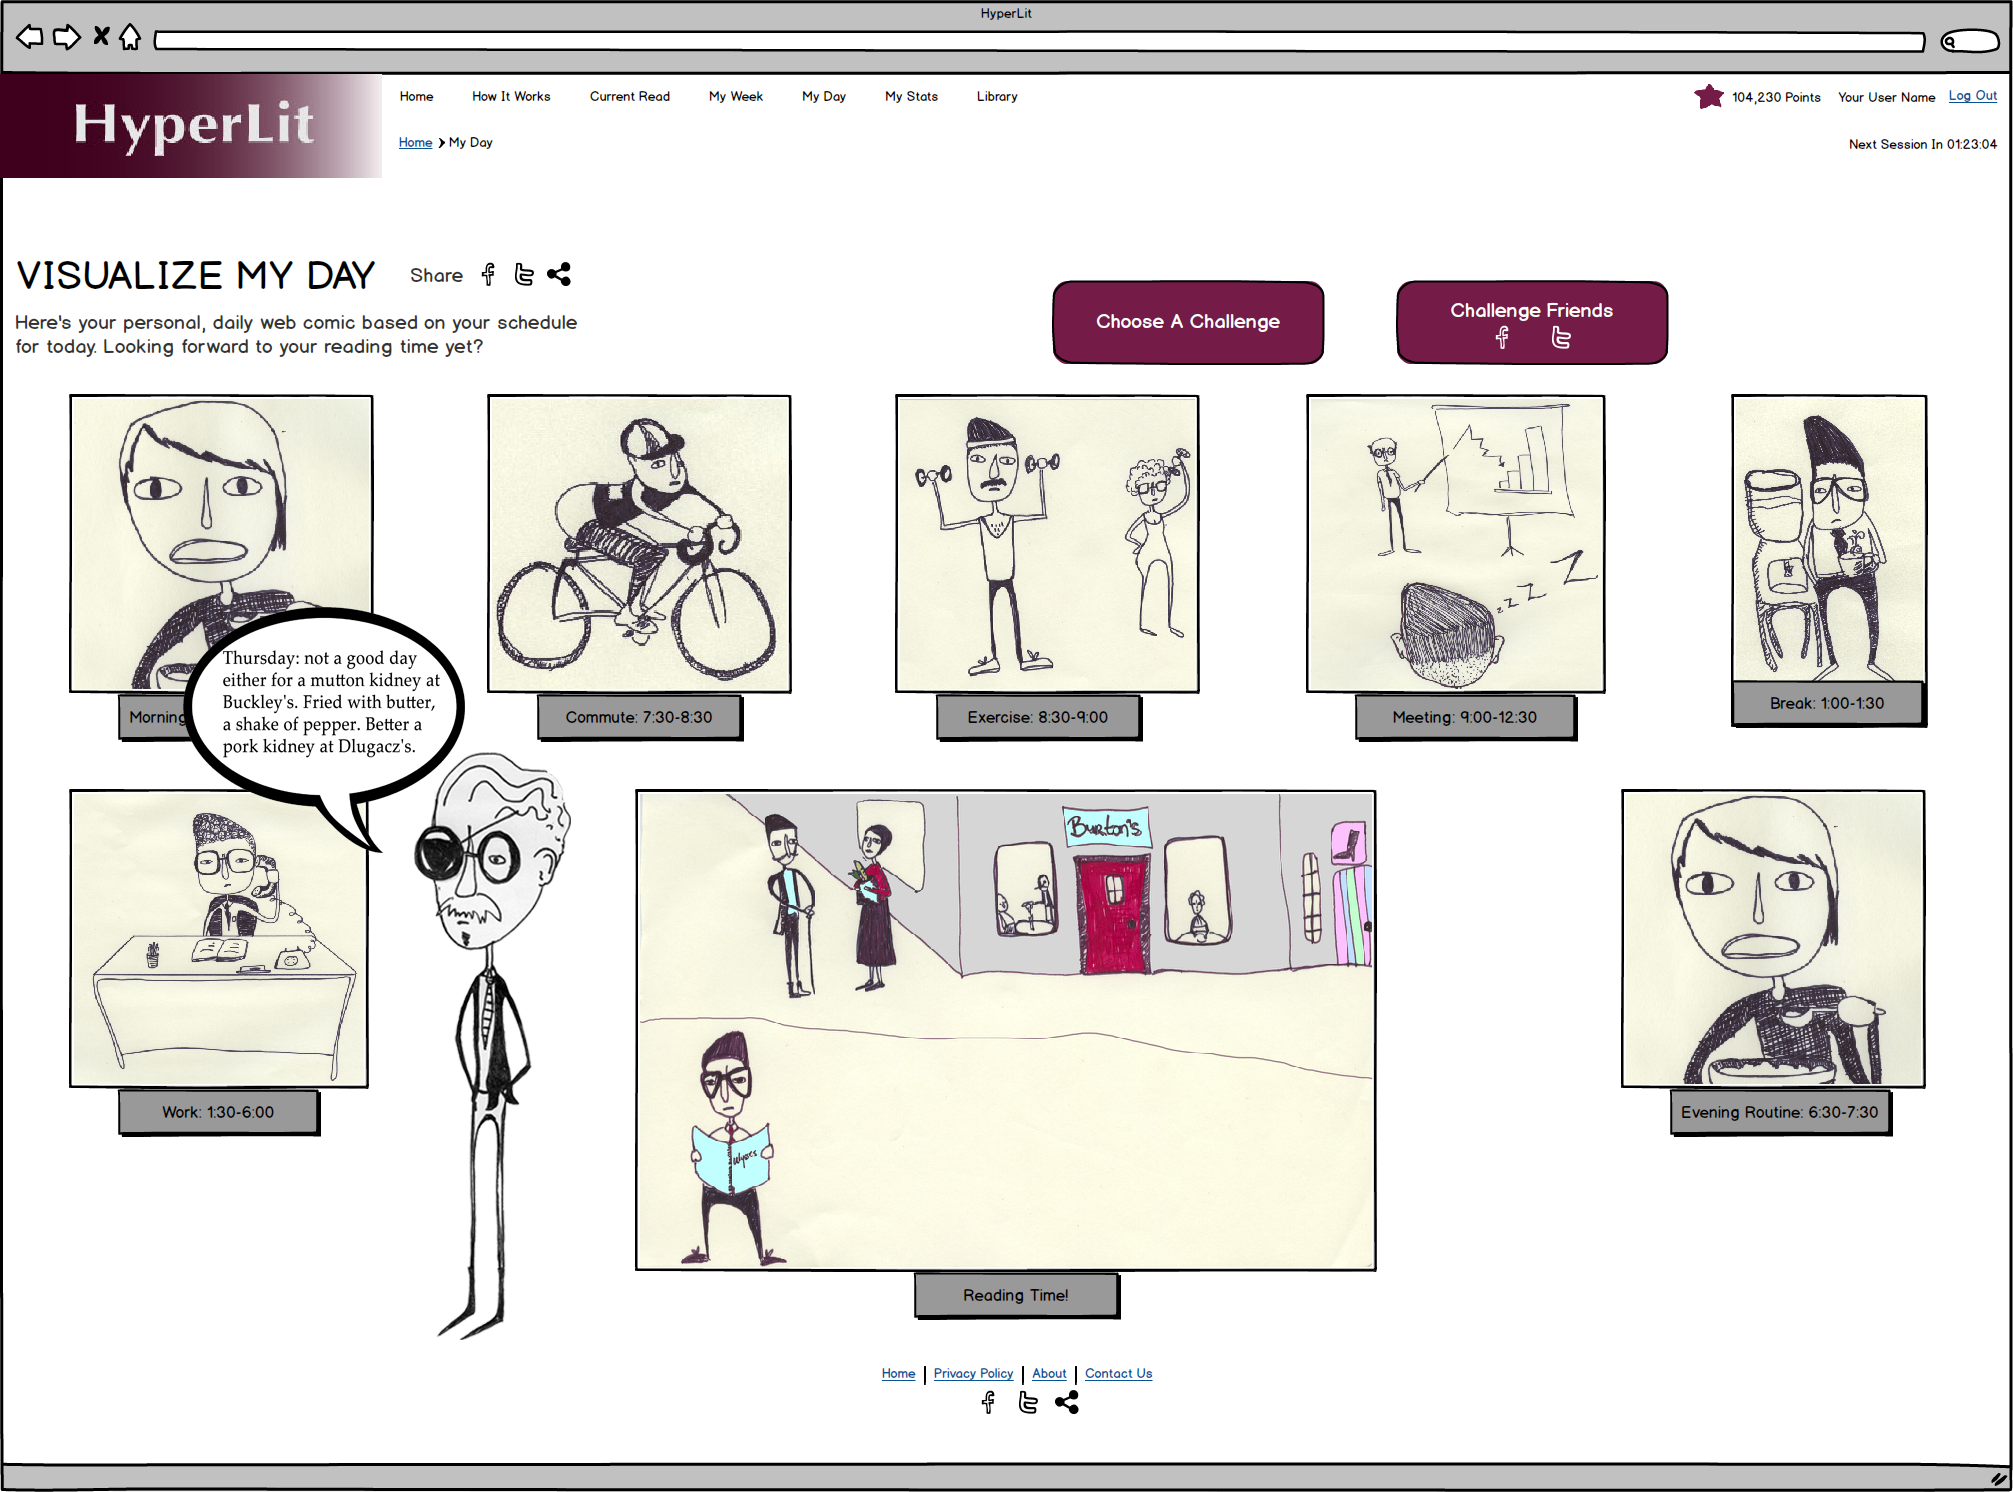 HyperLit
HyperLit
Home How It Works Current Read My Week My Day My Stats Library
104,230 Points Your User Name Log Out
Home > My Day
Next Session In 01:23:04
VISUALIZE MY DAY
Share
Here's your personal, daily web comic based on your schedule
for today. Looking forward to your reading time yet?
Choose A Challenge
Challenge Friends
z z Z Z
Morning
Thursday: not a good day
either for a mutton kidney at
Buckley's. Fried with butter,
a shake of pepper. Better a
pork kidney at Dlugacz's.
Commute: 7:30-8:30
Exercise: 8:30-9:00
Meeting: 9:00-12:30
Break: 1:00-1:30
Burton's
Work: 1:30-6:00
Evening Routine: 6:30-7:30
Reading Time!
Home | Privacy Policy | About | Contact Us